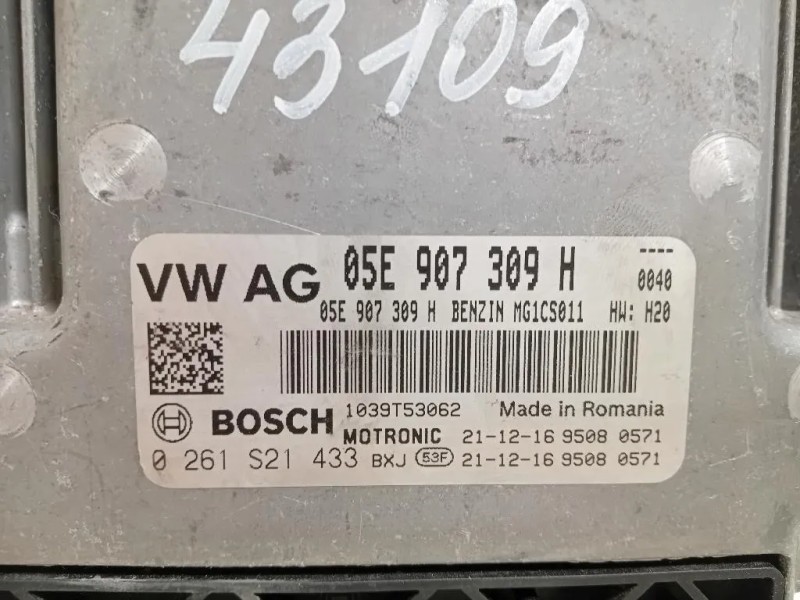 43109
VW AG 05E 907 309 H ----
0040
05E 907 309 H BENZIN MG1CS011 HW: H20
BOSCH 1039T53062 Made in Romania
MOTRONIC 21-12-16 9508 0571
0 261 S21 433 BXJ 53F 21-12-16 9508 0571